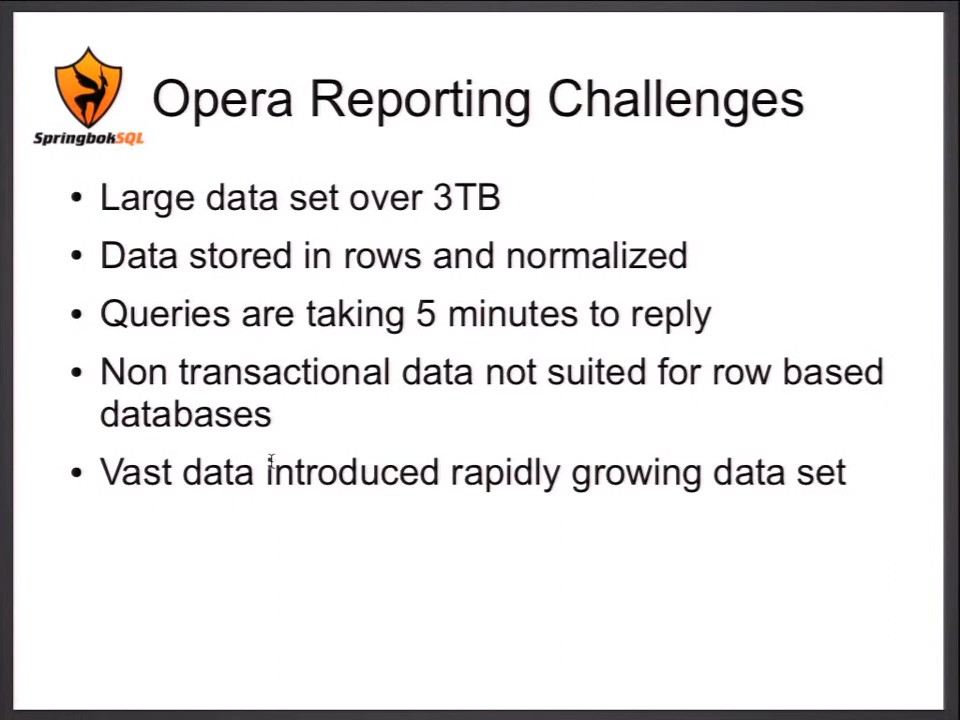 SpringbokSQL
Opera Reporting Challenges
• Large data set over 3TB
• Data stored in rows and normalized
• Queries are taking 5 minutes to reply
• Non transactional data not suited for row based
databases
• Vast data introduced rapidly growing data set